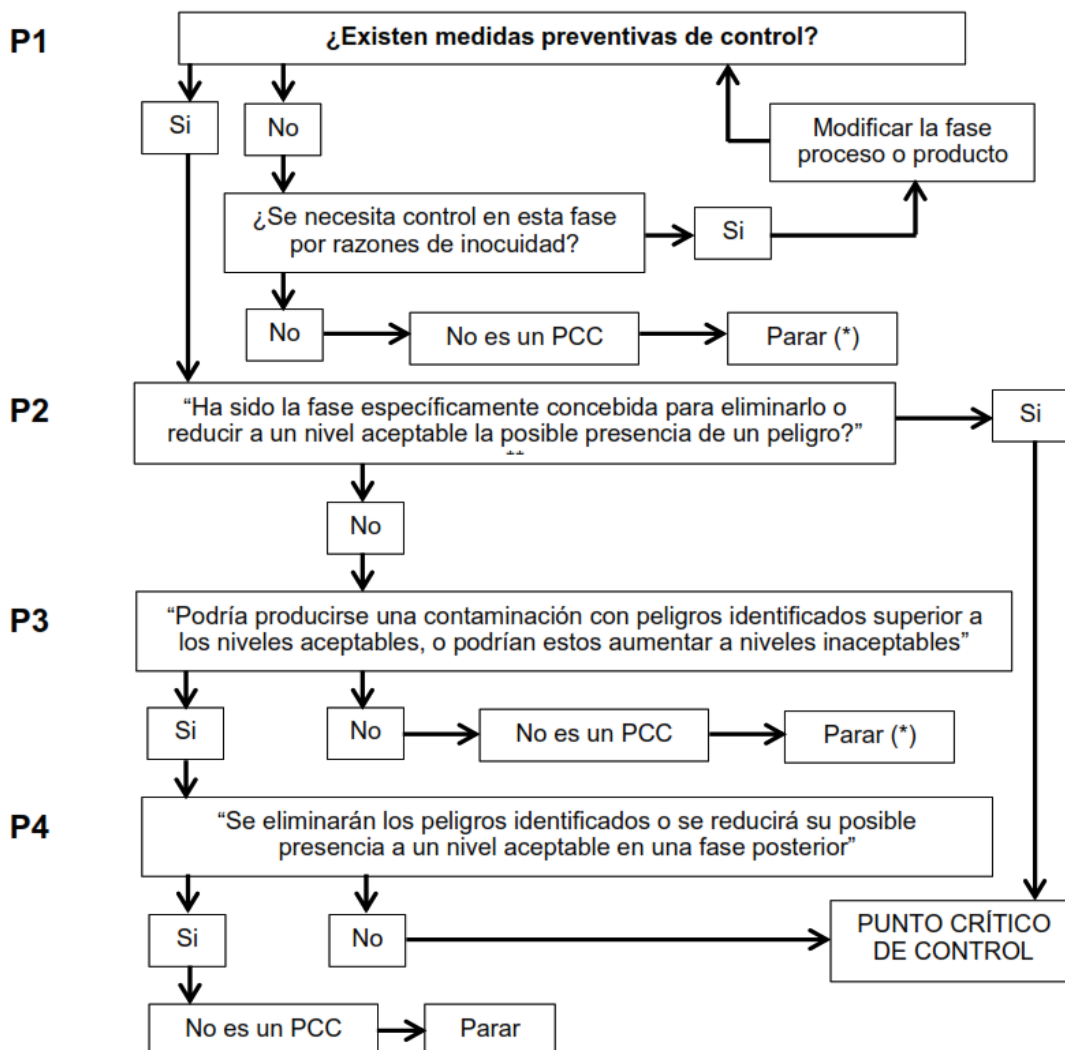 P1
¿Existen medidas preventivas de control?
Si
No
Modificar la fase
proceso o producto
¿Se necesita control en esta fase
por razones de inocuidad?
Si
No
No es un PCC
Parar (*)
P2
“Ha sido la fase específicamente concebida para eliminarlo o
reducir a un nivel aceptable la posible presencia de un peligro?”
**
Si
No
P3
“Podría producirse una contaminación con peligros identificados superior a
los niveles aceptables, o podrían estos aumentar a niveles inaceptables”
Si
No
No es un PCC
Parar (*)
P4
“Se eliminarán los peligros identificados o se reducirá su posible
presencia a un nivel aceptable en una fase posterior”
Si
No
PUNTO CRÍTICO
DE CONTROL
No es un PCC
Parar